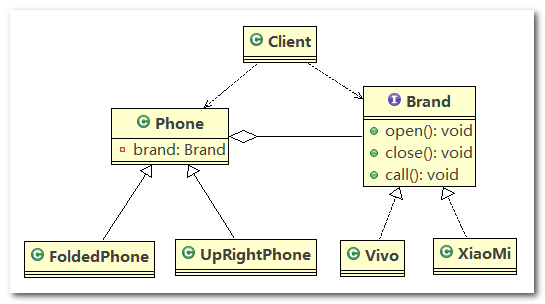 C Client
C Phone
brand: Brand
I Brand
open(): void
close(): void
call(): void
C FoldedPhone
C UpRightPhone
C Vivo
C XiaoMi